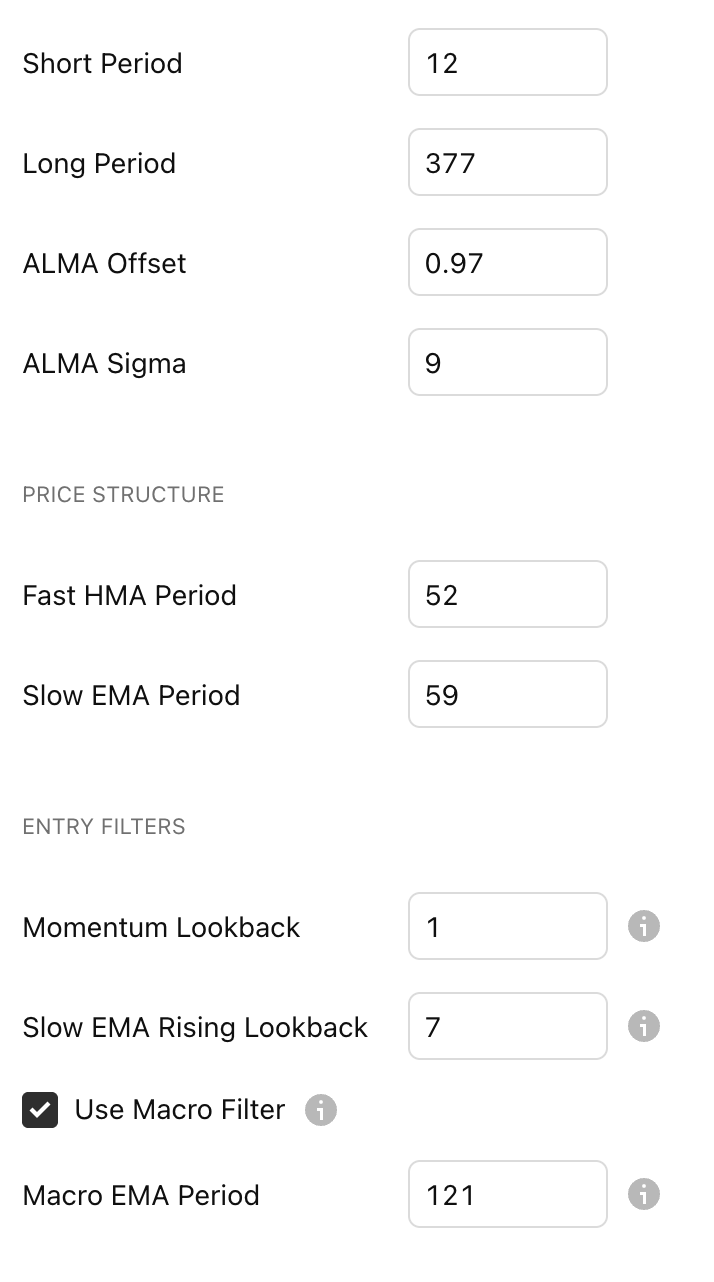 Short Period 12
Long Period 377
ALMA Offset 0.97
ALMA Sigma 9
PRICE STRUCTURE
Fast HMA Period 52
Slow EMA Period 59
ENTRY FILTERS
Momentum Lookback 1
Slow EMA Rising Lookback 7
Use Macro Filter
Macro EMA Period 121